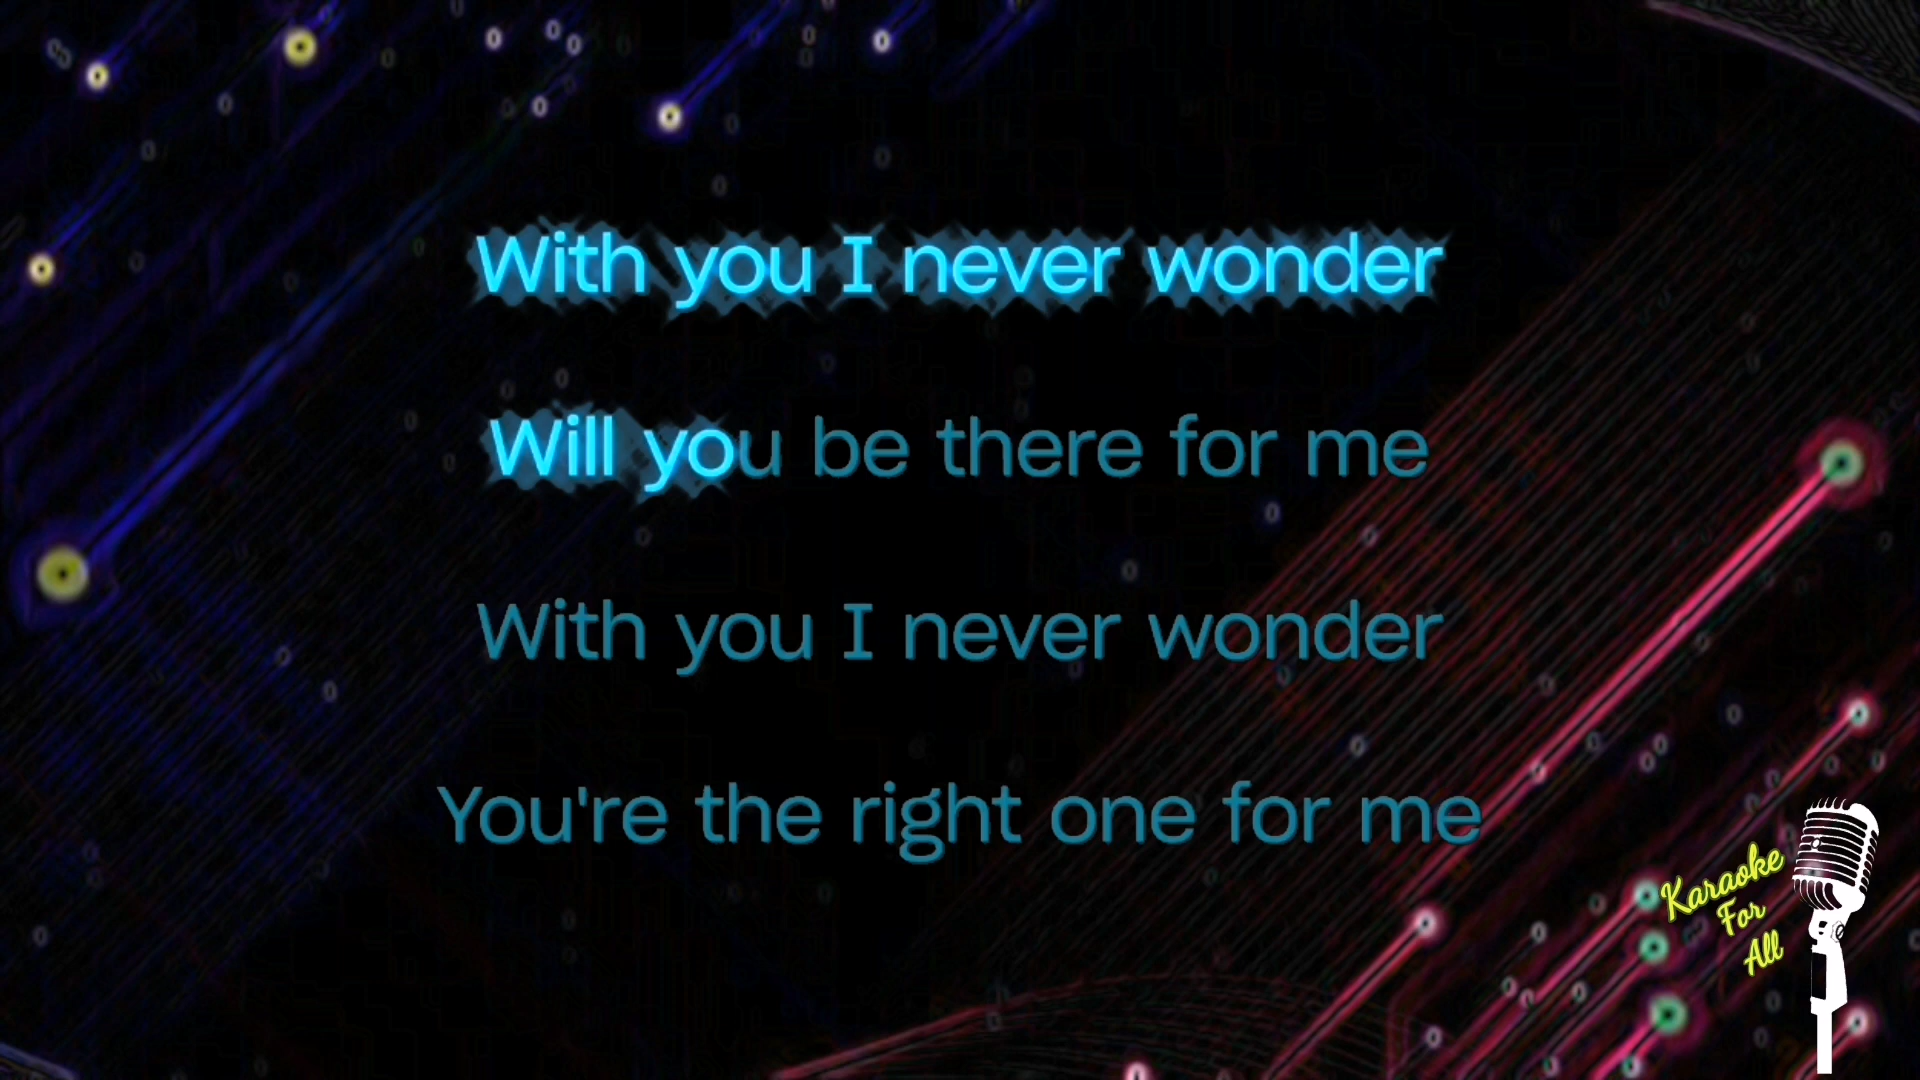 With you I never wonder
Will you be there for me
With you I never wonder
You're the right one for me
Karaoke
For
All